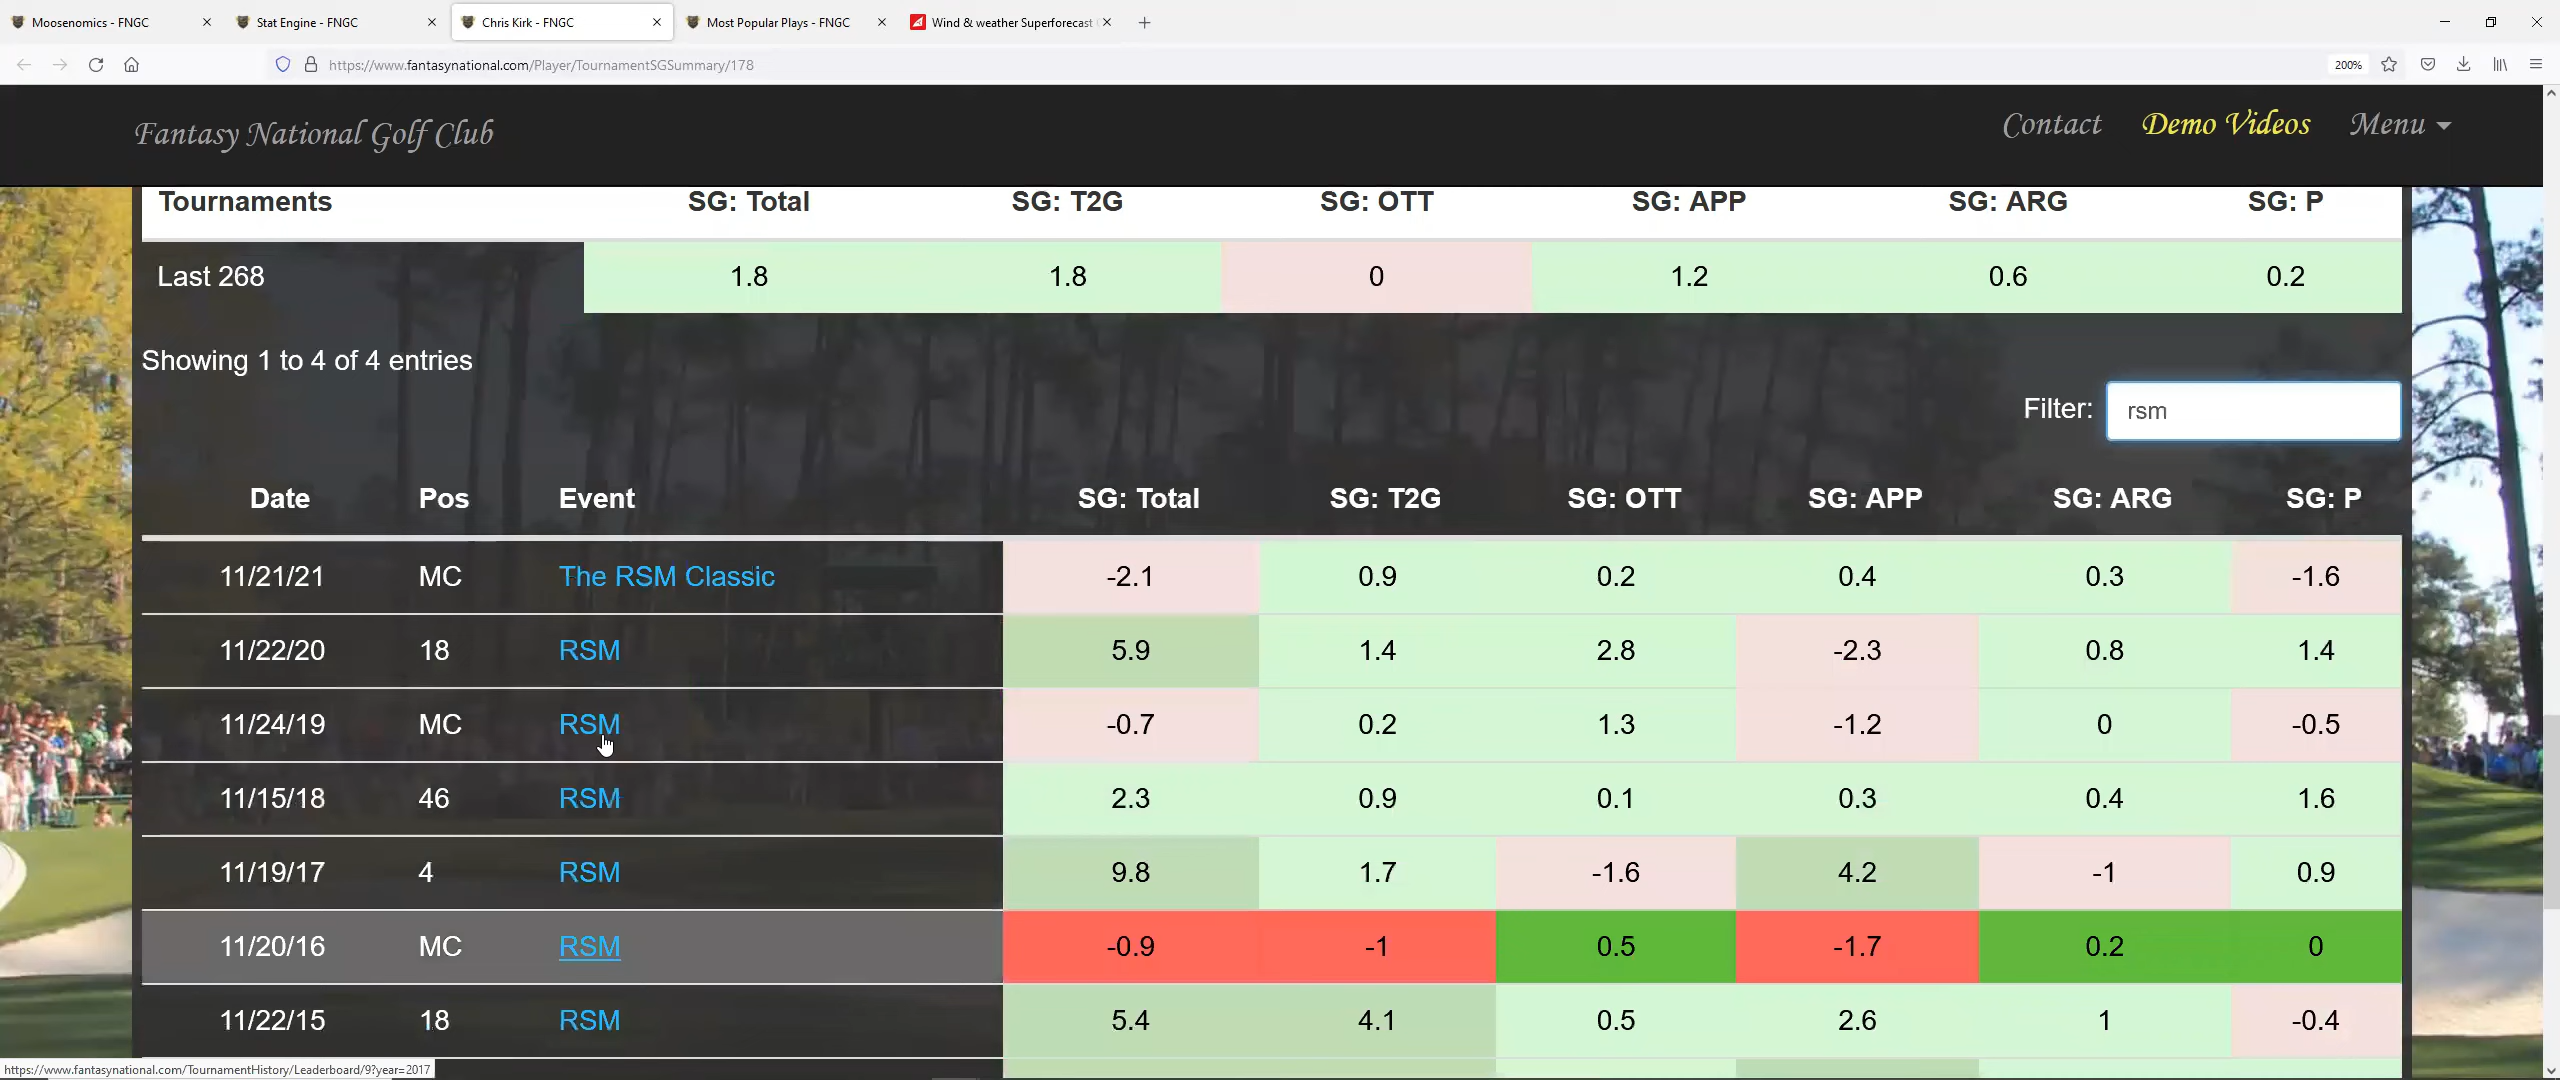 Moosenomics - FNGC
Stat Engine - FNGC
Chris Kirk - FNGC
Most Popular Plays - FNGC
Wind & weather Superforecast
https://www.fantasynational.com/Player/TournamentSGSummary/178
200%
Fantasy National Golf Club
Contact Demo Videos Menu
Tournaments SG: Total SG: T2G SG: OTT SG: APP SG: ARG SG: P
Last 268 1.8 1.8 0 1.2 0.6 0.2
Showing 1 to 4 of 4 entries
Filter: rsm
Date Pos Event SG: Total SG: T2G SG: OTT SG: APP SG: ARG SG: P
11/21/21 MC The RSM Classic -2.1 0.9 0.2 0.4 0.3 -1.6
11/22/20 18 RSM 5.9 1.4 2.8 -2.3 0.8 1.4
11/24/19 MC RSM -0.7 0.2 1.3 -1.2 0 -0.5
11/15/18 46 RSM 2.3 0.9 0.1 0.3 0.4 1.6
11/19/17 4 RSM 9.8 1.7 -1.6 4.2 -1 0.9
11/20/16 MC RSM -0.9 -1 0.5 -1.7 0.2 0
11/22/15 18 RSM 5.4 4.1 0.5 2.6 1 -0.4
https://www.fantasynational.com/TournamentHistory/Leaderboard/9?year=2017